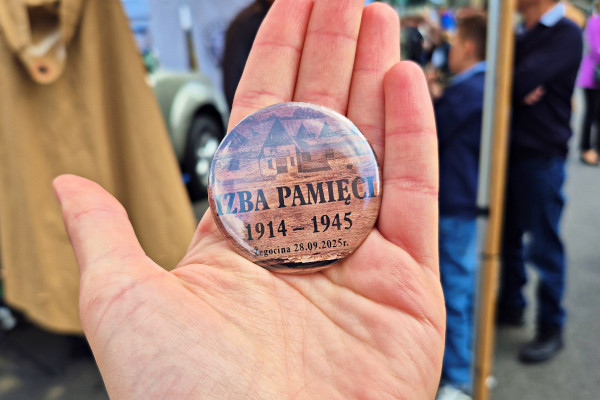 IZBA PAMIĘCI
1914 – 1945
Żegocina 28.09.2025r.